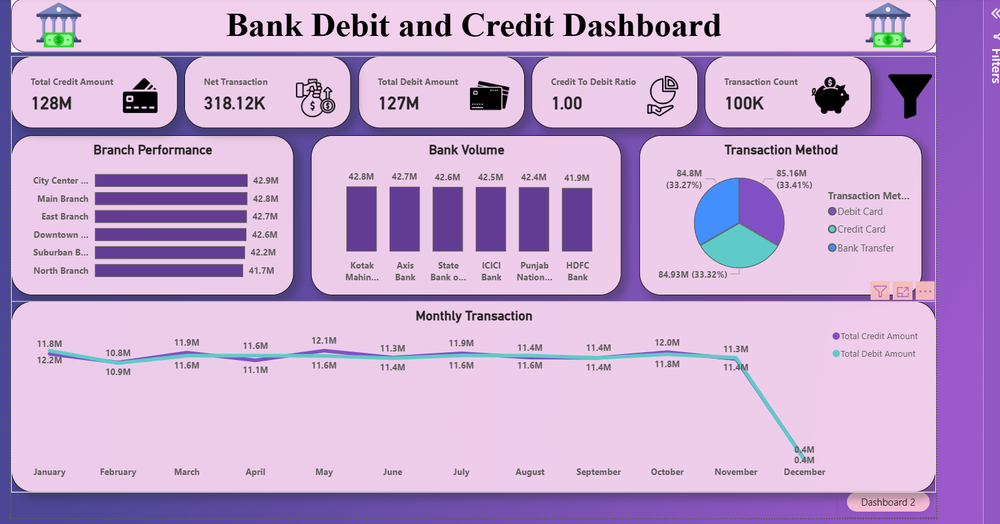 Bank Debit and Credit Dashboard
Filters
Total Credit Amount
128M
Net Transaction
318.12K
Total Debit Amount
127M
Credit To Debit Ratio
1.00
Transaction Count
100K
Branch Performance
City Center ... 42.9M
Main Branch 42.8M
East Branch 42.7M
Downtown ... 42.6M
Suburban B... 42.2M
North Branch 41.7M
Bank Volume
42.8M 42.7M 42.6M 42.5M 42.4M 41.9M
Kotak Axis State ICICI Punjab HDFC
Mahin... Bank Bank o... Bank Nation... Bank
Transaction Method
84.8M
(33.27%)
85.16M
(33.41%)
84.93M (33.32%)
Transaction Met...
Debit Card
Credit Card
Bank Transfer
Monthly Transaction
Total Credit Amount
Total Debit Amount
11.8M 10.8M 11.9M 11.6M 12.1M 11.3M 11.9M 11.4M 11.4M 12.0M 11.3M 0.4M
12.2M 10.9M 11.6M 11.1M 11.6M 11.4M 11.6M 11.6M 11.4M 11.8M 11.4M 0.4M
January February March April May June July August September October November December
Dashboard 2